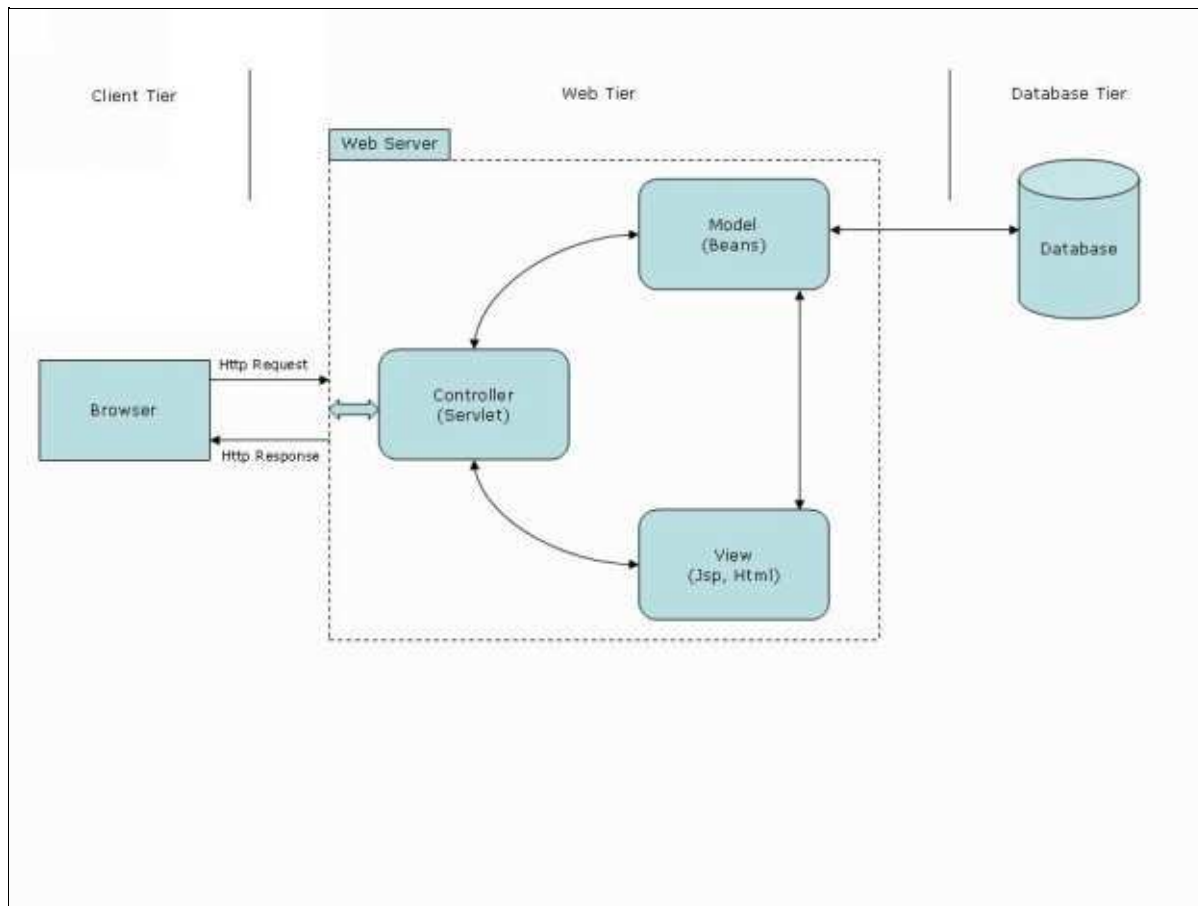 Client Tier
Web Tier
Database Tier
Web Server
Model
(Beans)
Database
Http Request
Controller
(Servlet)
Browser
Http Response
View
(Jsp, Html)